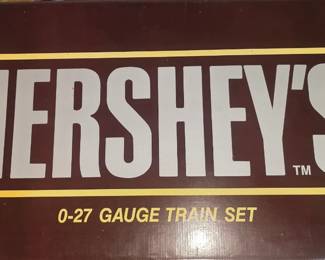 HERSHEY'S
TM
0-27 GAUGE TRAIN SET